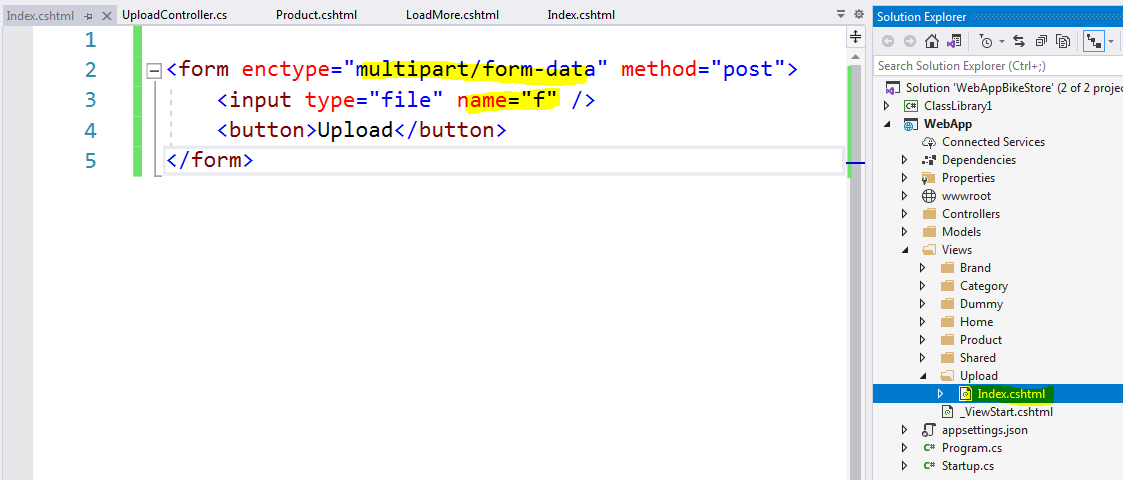 Index.cshtml UploadController.cs Product.cshtml LoadMore.cshtml Index.cshtml
1
2 <form enctype="multipart/form-data" method="post">
3 <input type="file" name="f" />
4 <button>Upload</button>
5 </form>
Solution Explorer
Search Solution Explorer (Ctrl+;)
Solution 'WebAppBikeStore' (2 of 2 projec
ClassLibrary1
WebApp
Connected Services
Dependencies
Properties
wwwroot
Controllers
Models
Views
Brand
Category
Dummy
Home
Product
Shared
Upload
Index.cshtml
_ViewStart.cshtml
appsettings.json
C# Program.cs
C# Startup.cs